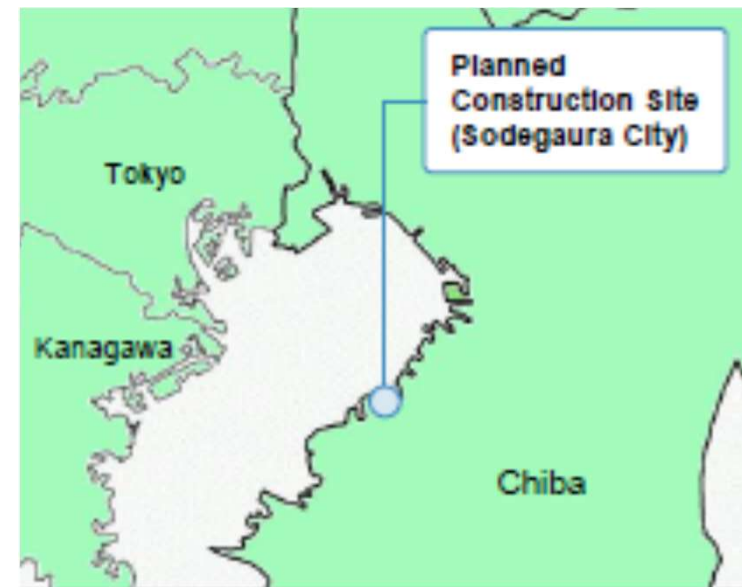 Planned
Construction Site
(Sodegaura City)
Tokyo
Kanagawa
Chiba